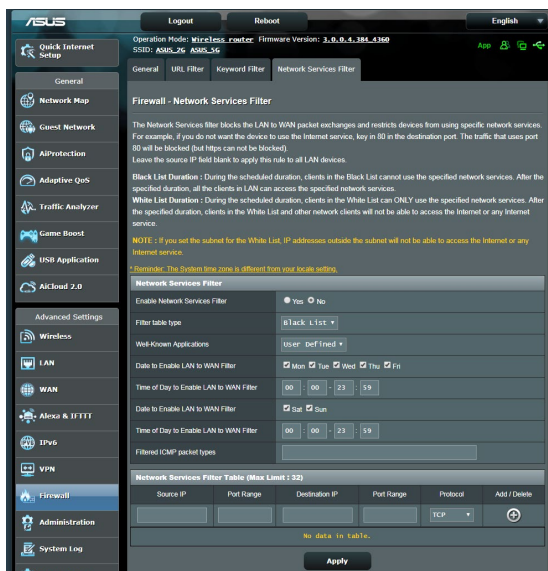 ASUS
Logout
Reboot
English
Operation Mode: Wireless router Firmware Version: 3.0.0.4.384_4360
SSID: ASUS_2G ASUS_5G
App
Quick Internet
Setup
General
Network Map
Guest Network
AiProtection
Adaptive QoS
Traffic Analyzer
Game Boost
USB Application
AiCloud 2.0
Advanced Settings
Wireless
LAN
WAN
Alexa & IFTTT
IPv6
VPN
Firewall
Administration
System Log
General
URL Filter
Keyword Filter
Network Services Filter
Firewall - Network Services Filter
The Network Services filter blocks the LAN to WAN packet exchanges and restricts devices from using specific network services.
For example, if you do not want the device to use the Internet service, key in 80 in the destination port. The traffic that uses port
80 will be blocked (but https can not be blocked).
Leave the source IP field blank to apply this rule to all LAN devices.
Black List Duration : During the scheduled duration, clients in the Black List cannot use the specified network services. After the
specified duration, all the clients in LAN can access the specified network services.
White List Duration : During the scheduled duration, clients in the White List can ONLY use the specified network services. After
the specified duration, clients in the White List and other network clients will not be able to access the Internet or any Internet
service.
NOTE : If you set the subnet for the White List, IP addresses outside the subnet will not be able to access the Internet or any
Internet service.
* Reminder: The System time zone is different from your locale setting.
Network Services Filter
Enable Network Services Filter
Yes No
Filter table type
Black List
Well-Known Applications
User Defined
Date to Enable LAN to WAN Filter
Mon Tue Wed Thu Fri
Time of Day to Enable LAN to WAN Filter
00 : 00 - 23 : 59
Date to Enable LAN to WAN Filter
Sat Sun
Time of Day to Enable LAN to WAN Filter
00 : 00 - 23 : 59
Filtered ICMP packet types
Network Services Filter Table (Max Limit : 32)
Source IP
Port Range
Destination IP
Port Range
Protocol
Add / Delete
TCP
No data in table.
Apply